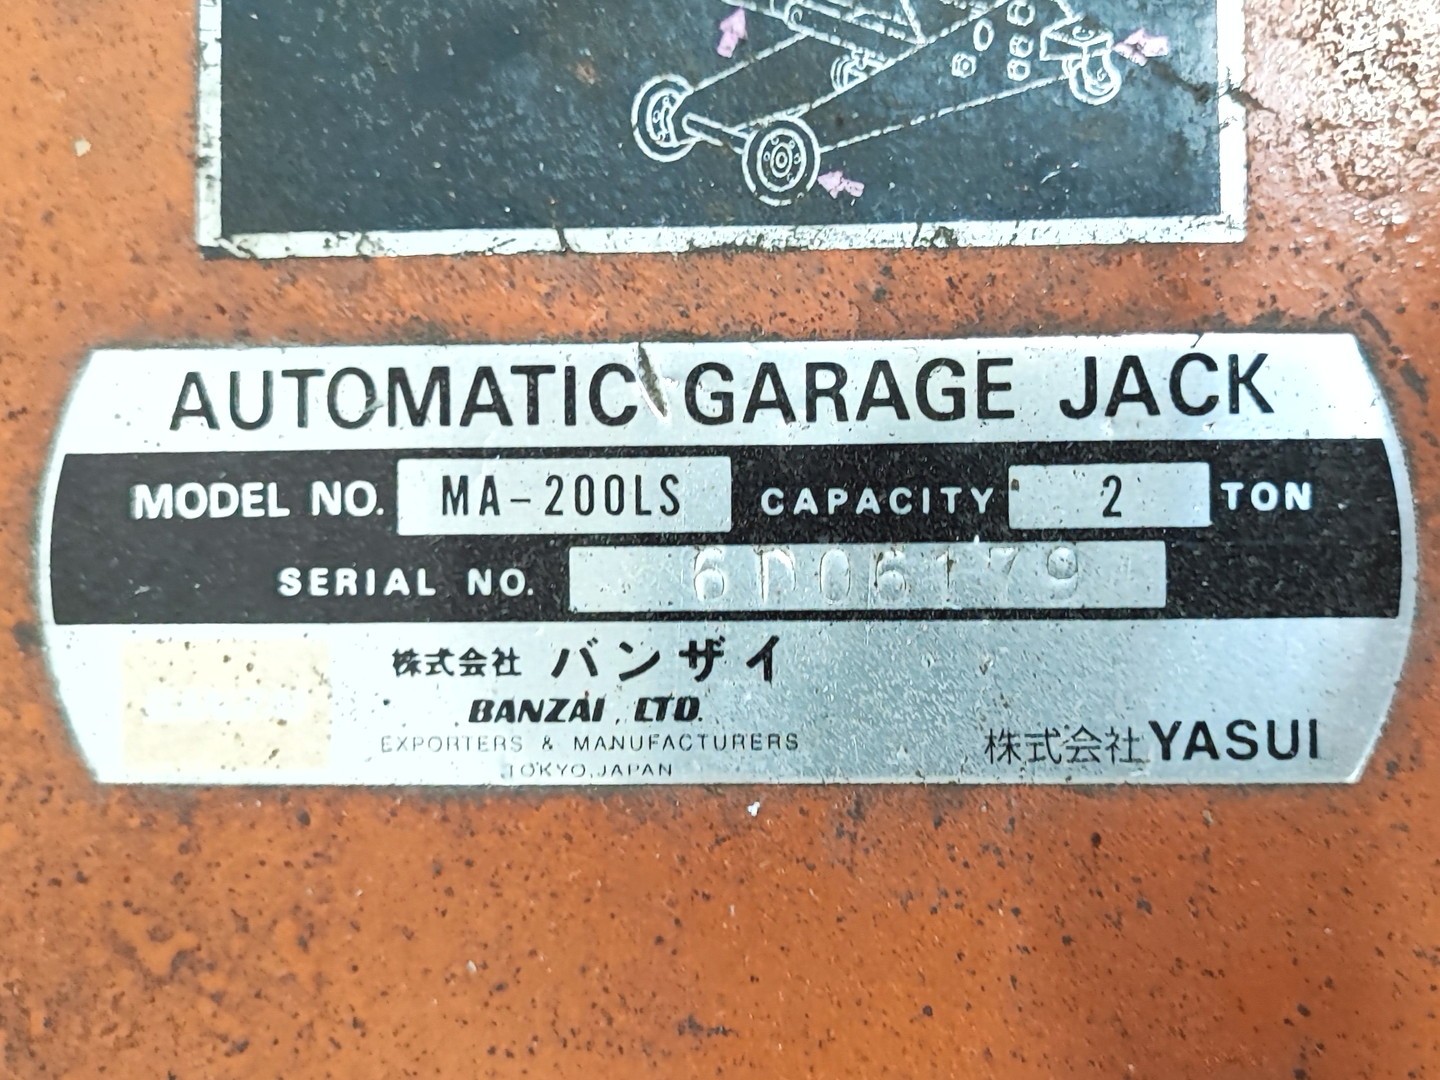 AUTOMATIC GARAGE JACK
MODEL NO. MA-200LS CAPACITY 2 TON
SERIAL NO. 6D06179
株式会社 バンザイ
BANZAI, LTD.
EXPORTERS & MANUFACTURERS
TOKYO, JAPAN
株式会社YASUI